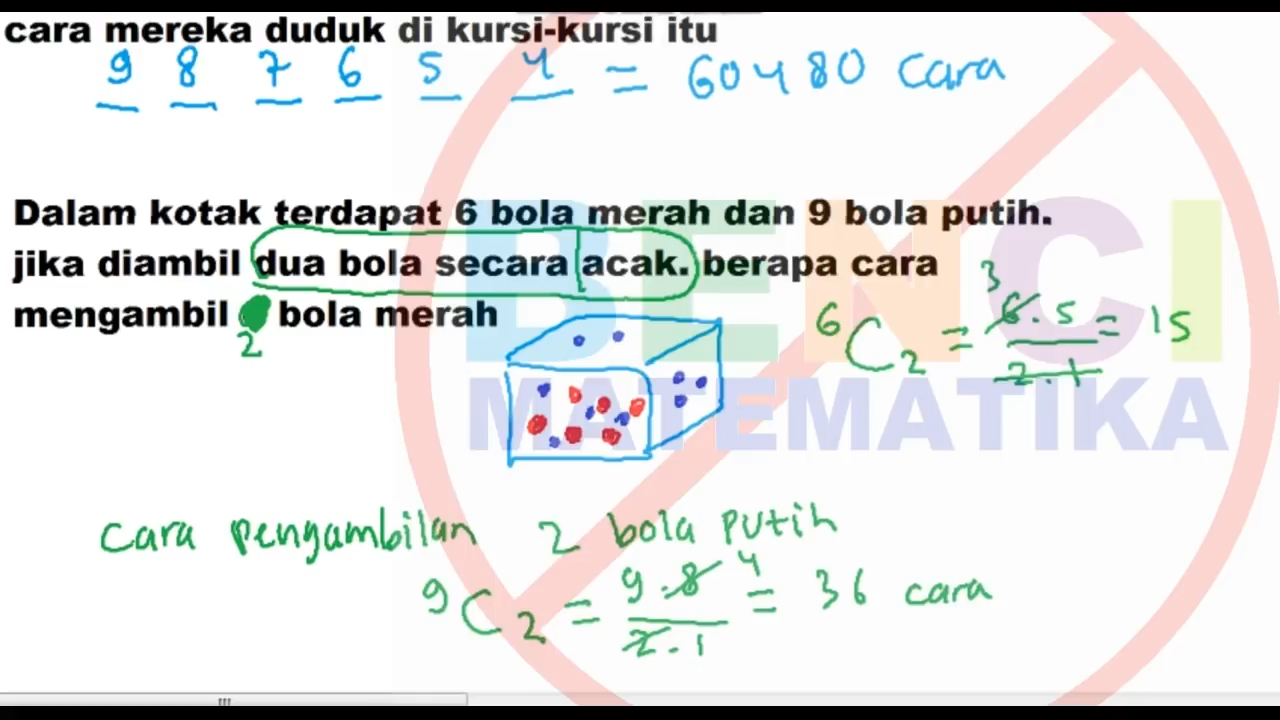 cara mereka duduk di kursi-kursi itu
9 8 7 6 5 4 = 60480 cara
Dalam kotak terdapat 6 bola merah dan 9 bola putih.
jika diambil dua bola secara acak. berapa cara
mengambil bola merah
2
6C2 = 6.5/2.1 = 15
3
BENCI
MATEMATIKA
cara pengambilan 2 bola putih
9C2 = 9.8/2.1 = 36 cara
4